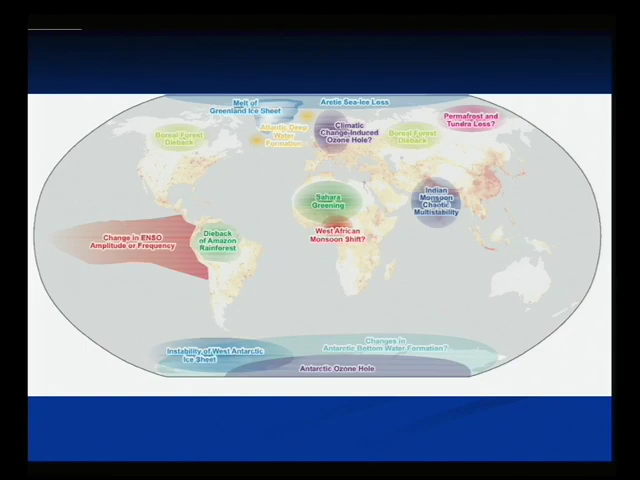 Melt of
Greenland Ice Sheet
Arctic Sea-Ice Loss
Atlantic Deep
Water
Formation
Climatic
Change-Induced
Ozone Hole?
Permafrost and
Tundra Loss?
Boreal Forest
Dieback
Boreal Forest
Dieback
Sahara
Greening
Indian
Monsoon
Chaotic
Multistability
West African
Monsoon Shift?
Change in ENSO
Amplitude or Frequency
Dieback
of Amazon
Rainforest
Instability of West Antarctic
Ice Sheet
Changes in
Antarctic Bottom Water Formation?
Antarctic Ozone Hole